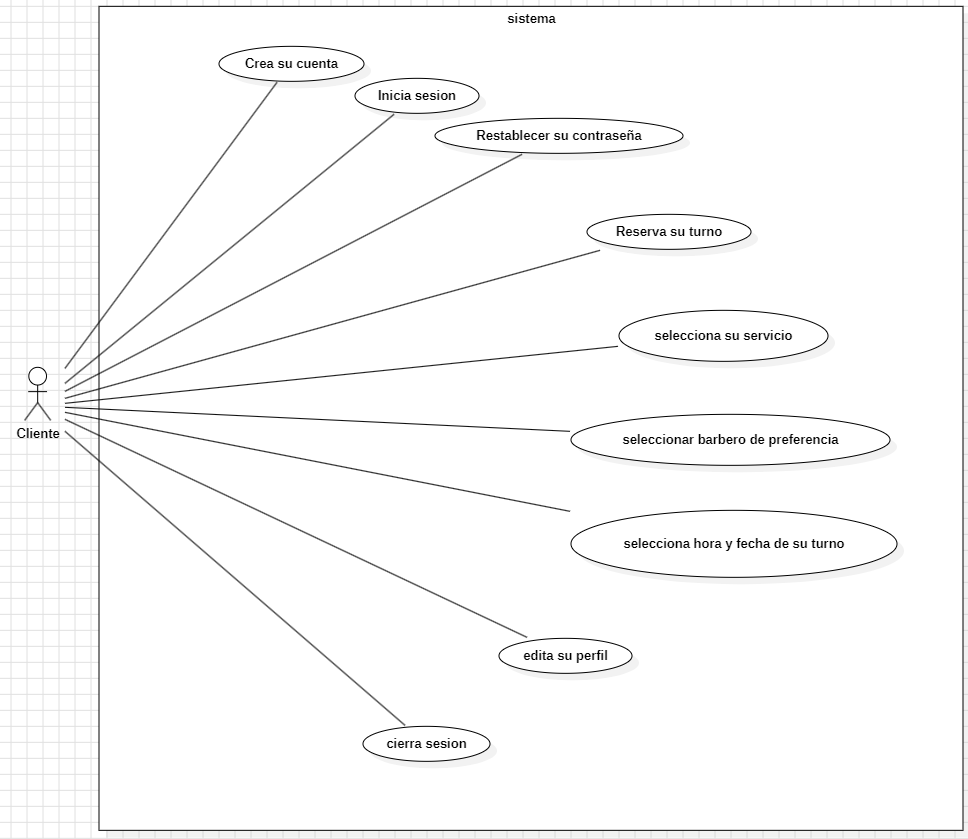 sistema
Crea su cuenta
Inicia sesion
Restablecer su contraseña
Reserva su turno
selecciona su servicio
Cliente
seleccionar barbero de preferencia
selecciona hora y fecha de su turno
edita su perfil
cierra sesion